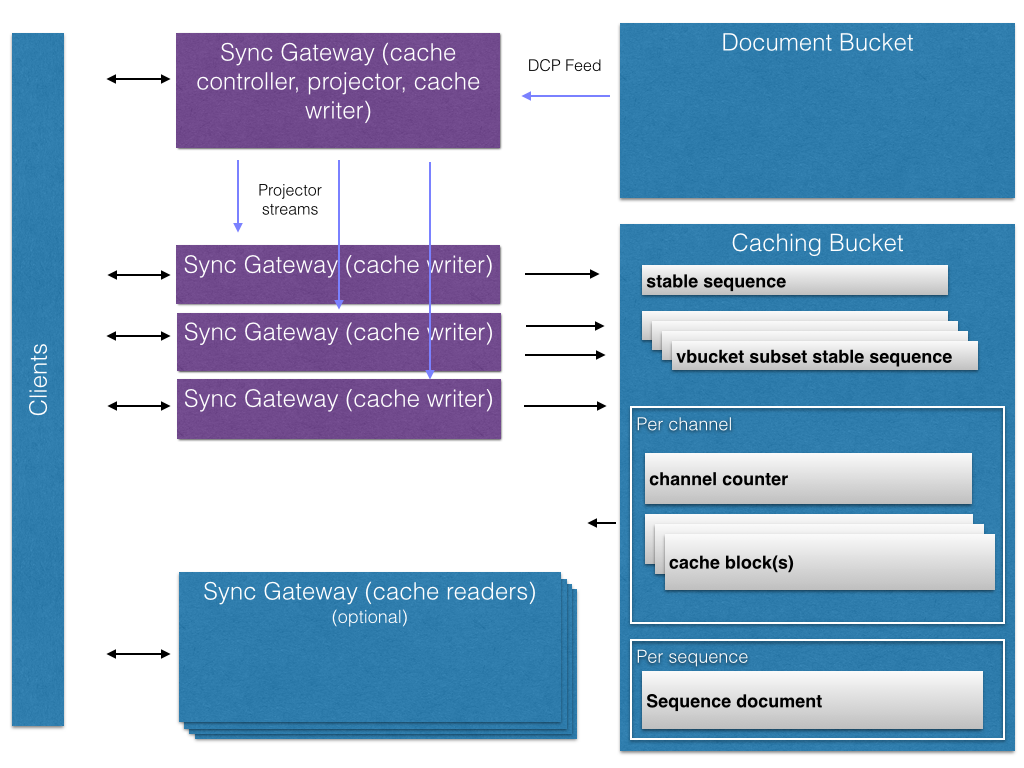 Clients
Sync Gateway (cache
controller, projector, cache
writer)
DCP Feed
Document Bucket
Projector
streams
Sync Gateway (cache writer)
Sync Gateway (cache writer)
Sync Gateway (cache writer)
Sync Gateway (cache readers)
(optional)
Caching Bucket
stable sequence
vbucket subset stable sequence
Per channel
channel counter
cache block(s)
Per sequence
Sequence document